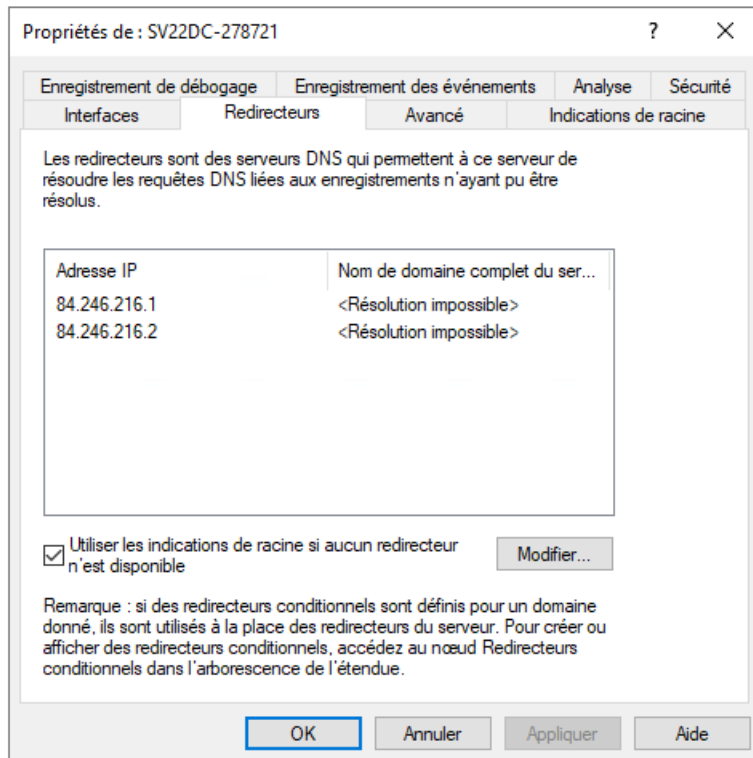 Propriétés de : SV22DC-278721
Enregistrement de débogage Enregistrement des événements Analyse Sécurité
Interfaces Redirecteurs Avancé Indications de racine
Les redirecteurs sont des serveurs DNS qui permettent à ce serveur de
résoudre les requêtes DNS liées aux enregistrements n'ayant pu être
résolus.
Adresse IP Nom de domaine complet du ser...
84.246.216.1 <Résolution impossible>
84.246.216.2 <Résolution impossible>
Utiliser les indications de racine si aucun redirecteur
n'est disponible
Modifier...
Remarque : si des redirecteurs conditionnels sont définis pour un domaine
donné, ils sont utilisés à la place des redirecteurs du serveur. Pour créer ou
afficher des redirecteurs conditionnels, accédez au nœud Redirecteurs
conditionnels dans l'arborescence de l'étendue.
OK Annuler Appliquer Aide